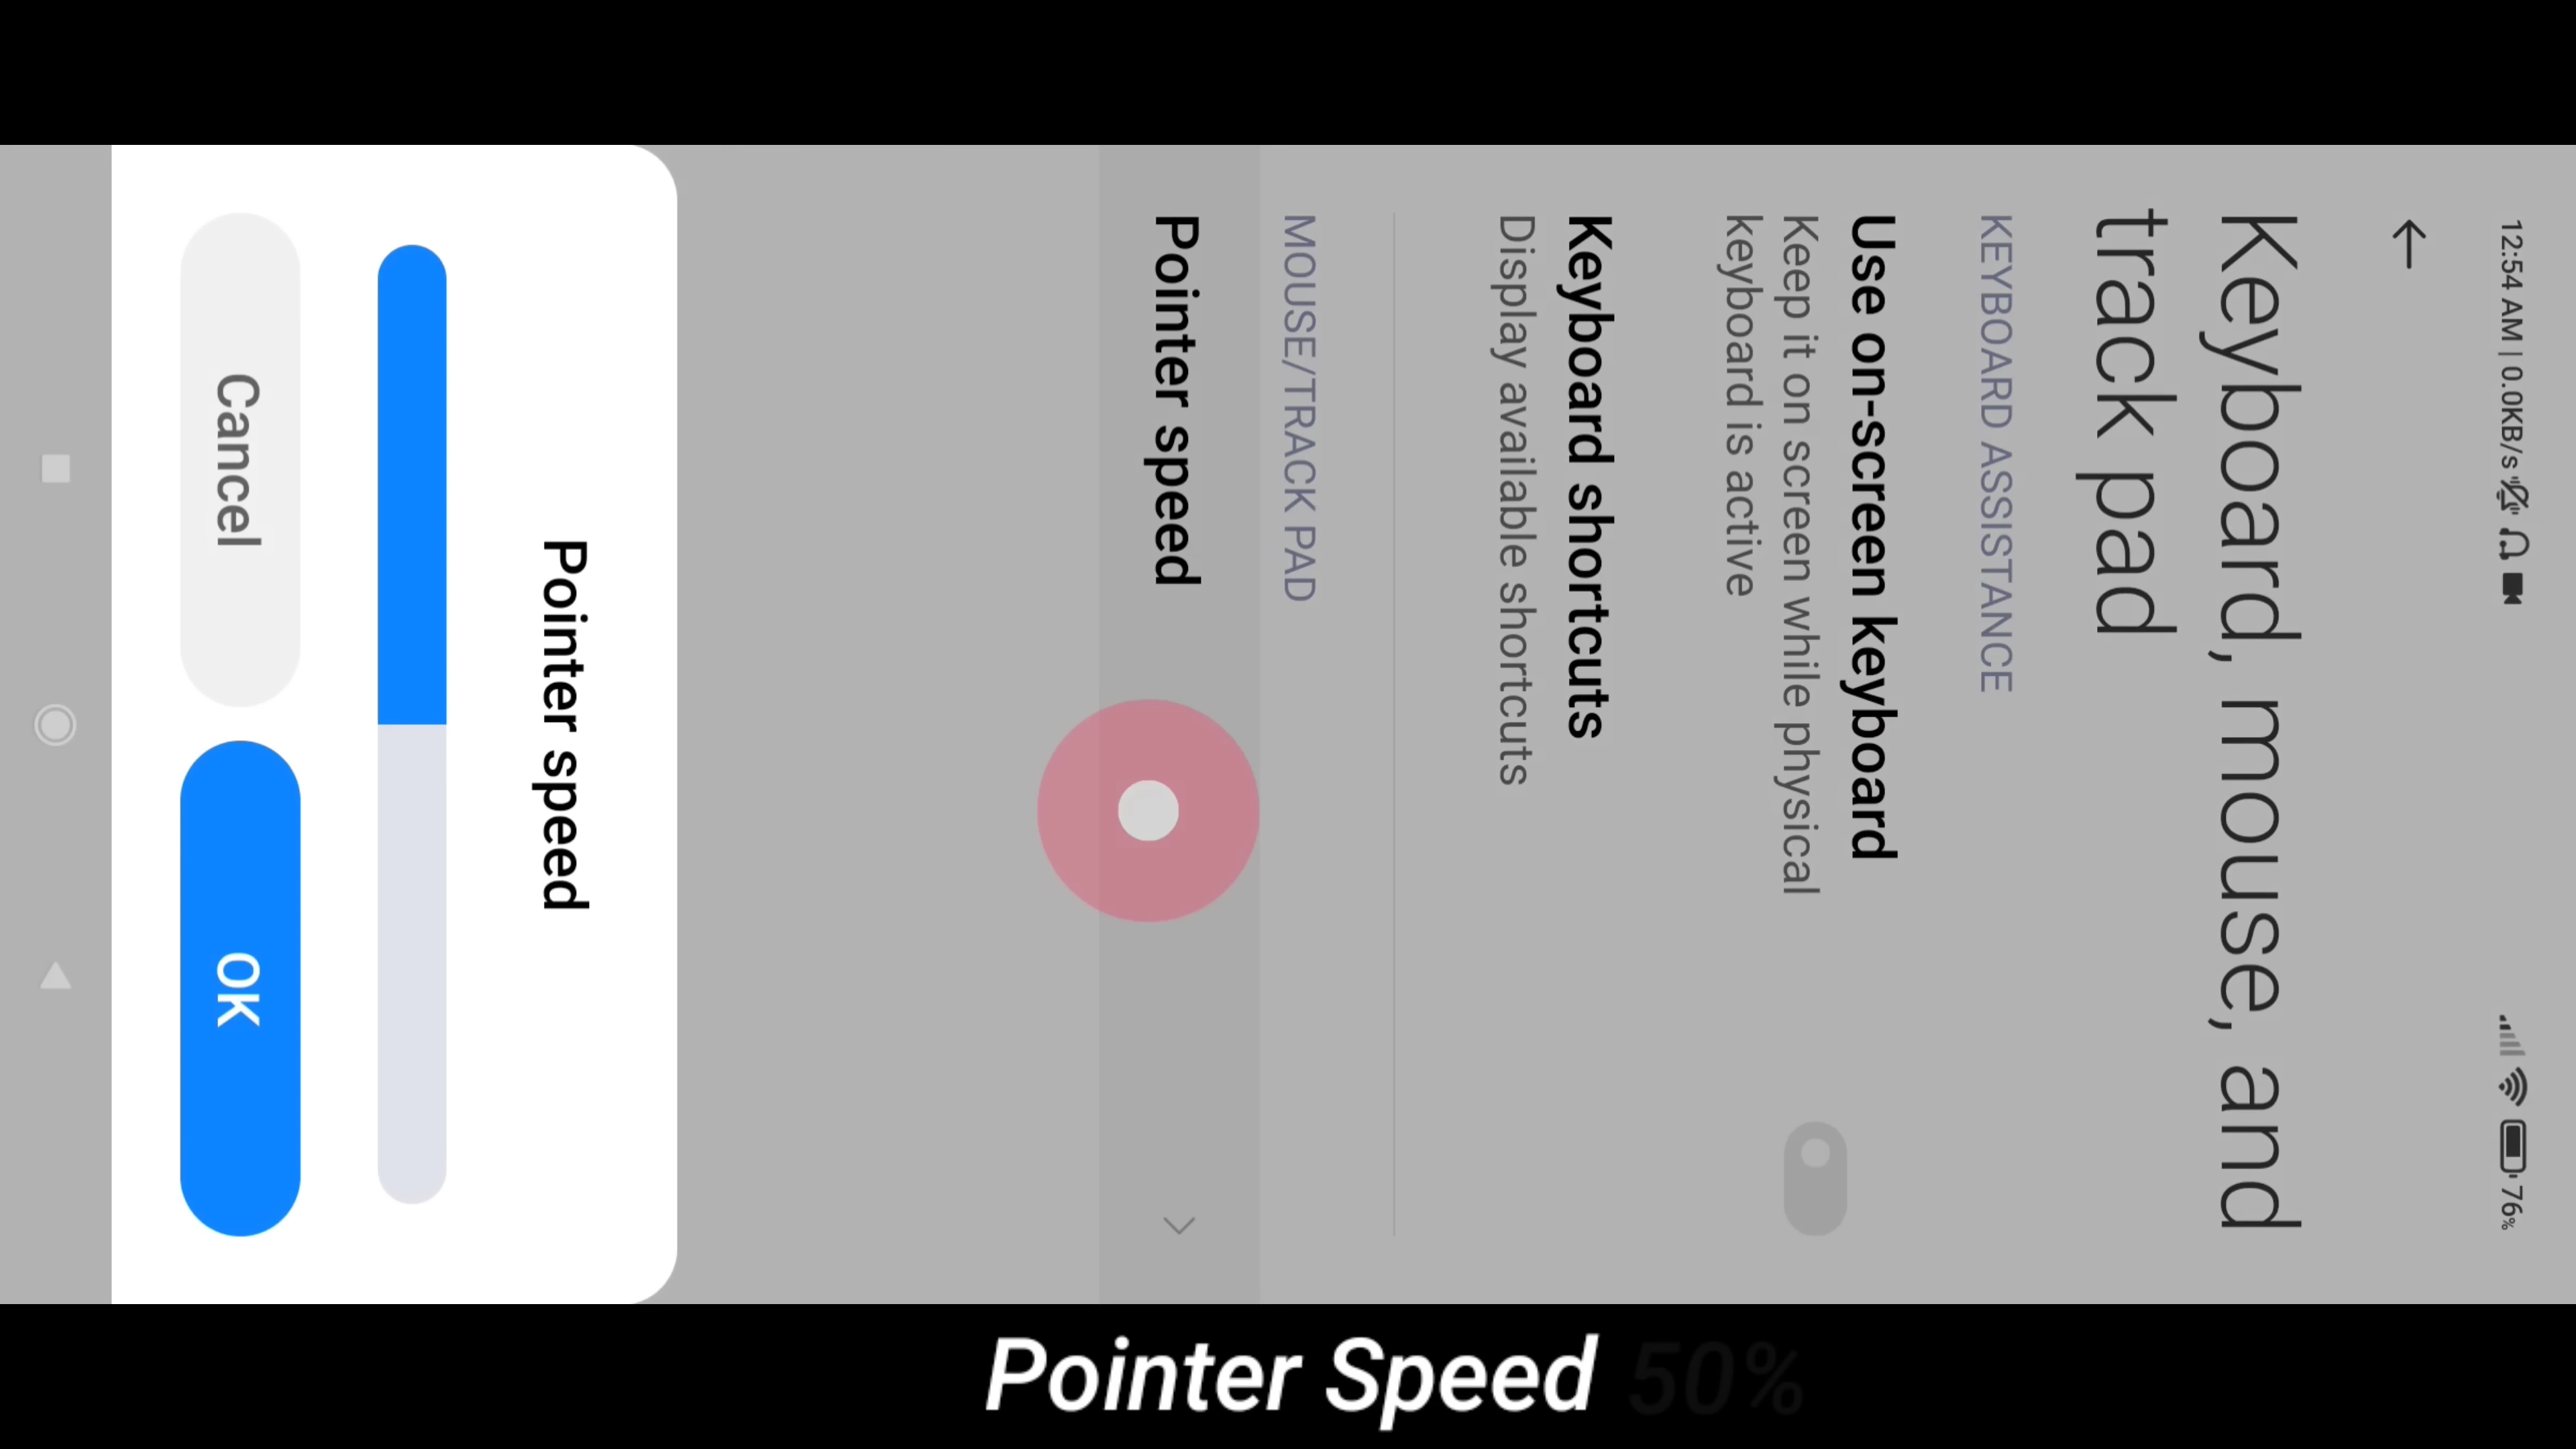 12:54 AM | 0.0KB/s
76%
Keyboard, mouse, and
track pad
KEYBOARD ASSISTANCE
Use on-screen keyboard
Keep it on screen while physical
keyboard is active
Keyboard shortcuts
Display available shortcuts
MOUSE/TRACK PAD
Pointer speed
Pointer speed
Cancel
OK
Pointer Speed 50%